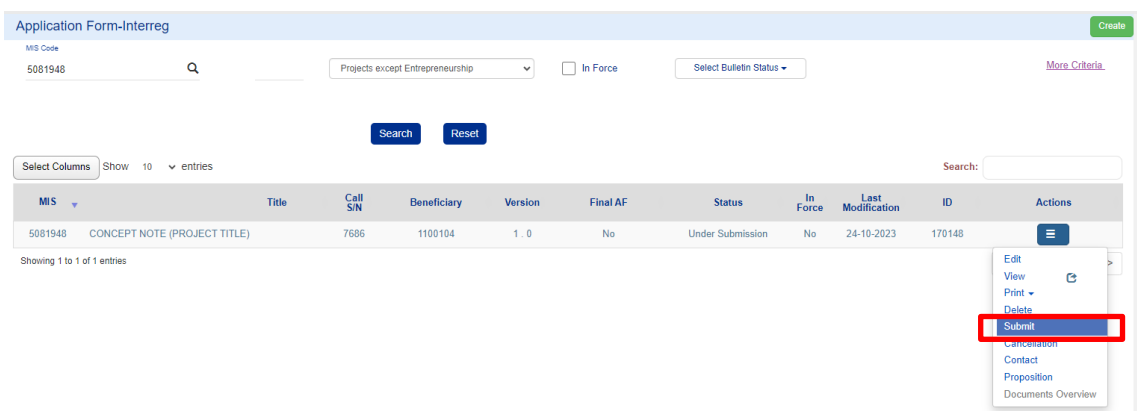 Application Form-Interreg Create
MIS Code
5081948 Projects except Entrepreneurship In Force Select Bulletin Status More Criteria
Search Reset
Select Columns Show 10 entries Search:
MIS Title Call S/N Beneficiary Version Final AF Status In Force Last Modification ID Actions
5081948 CONCEPT NOTE (PROJECT TITLE) 7686 1100104 1 . 0 No Under Submission No 24-10-2023 170148
Showing 1 to 1 of 1 entries
Edit
View
Print
Delete
Submit
Cancellation
Contact
Proposition
Documents Overview